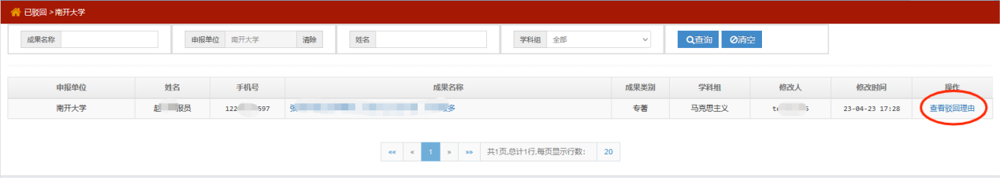 已驳回 >南开大学
成果名称 申报单位 南开大学 清除 姓名 学科组 全部 查询 清空
申报单位 姓名 手机号 成果名称 成果类别 学科组 修改人 修改时间 操作
南开大学 赵 报员 122 597 张 多 专著 马克思主义 te 5 23-04-23 17:28 查看驳回理由
«« « 1 » »» 共1页,总计1行,每页显示行数: 20